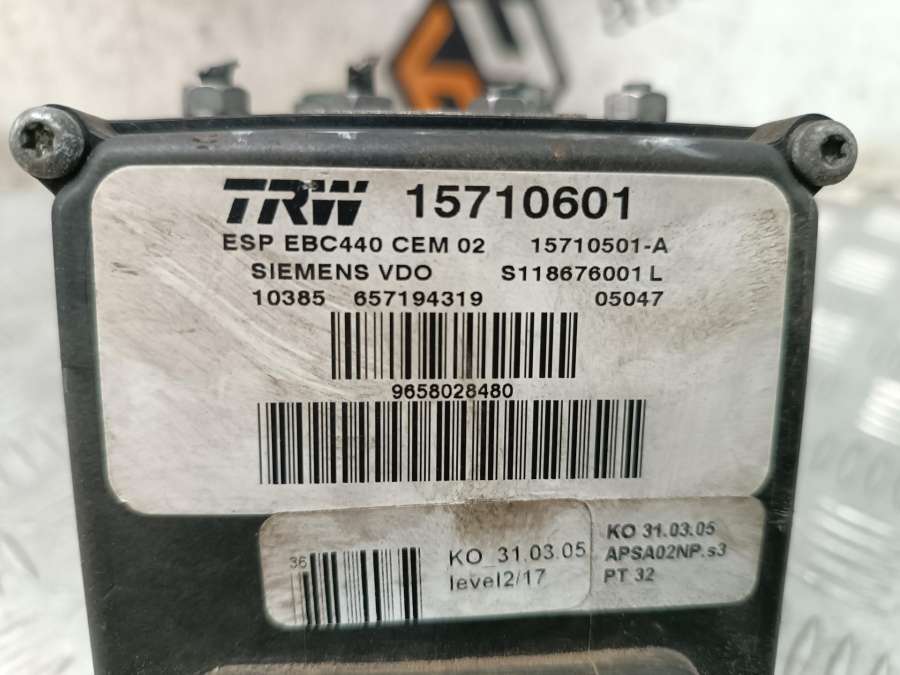 TRW 15710601
ESP EBC440 CEM 02 15710501-A
SIEMENS VDO S118676001 L
10385 657194319 05047
9658028480
36
KO_31.03.05
level2/17
KO 31.03.05
APSA02NP.s3
PT 32